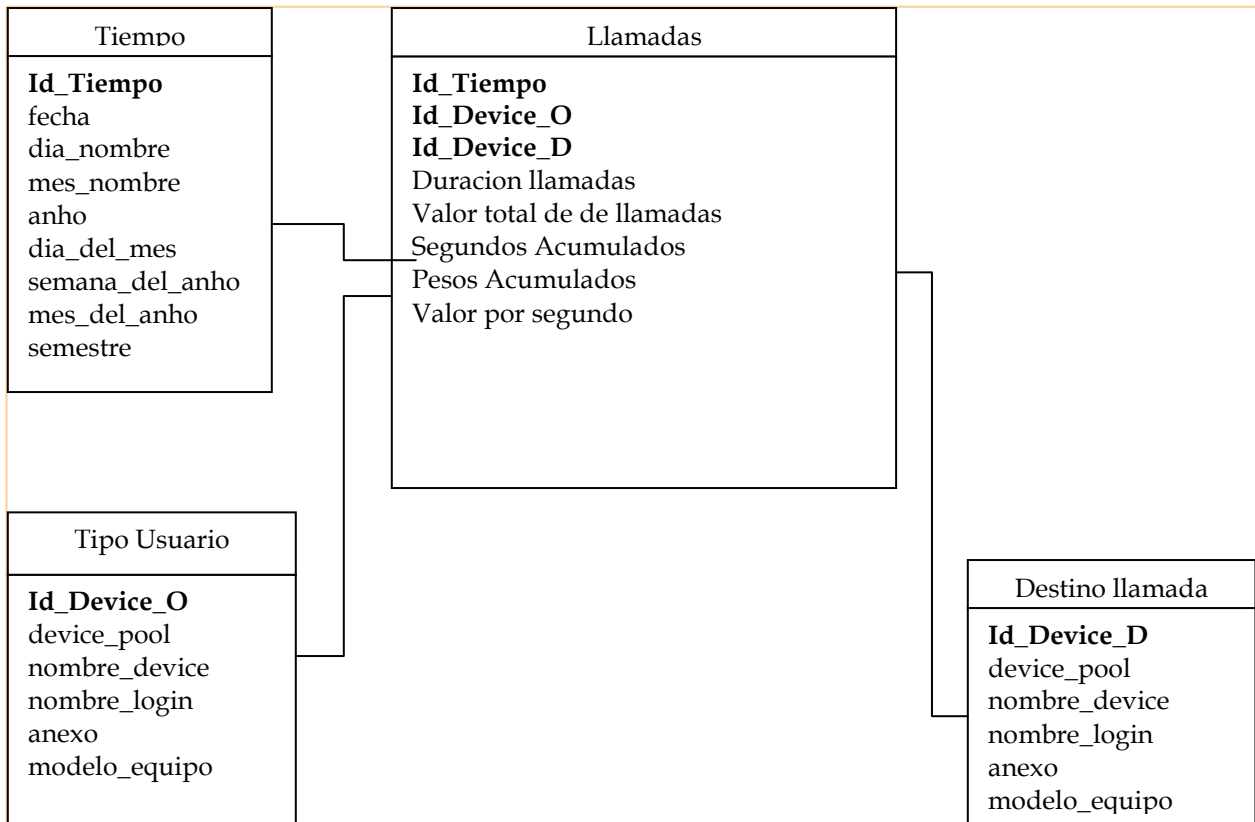 Tiempo
Id_Tiempo
fecha
dia_nombre
mes_nombre
anho
dia_del_mes
semana_del_anho
mes_del_anho
semestre
Llamadas
Id_Tiempo
Id_Device_O
Id_Device_D
Duracion llamadas
Valor total de de llamadas
Segundos Acumulados
Pesos Acumulados
Valor por segundo
Tipo Usuario
Id_Device_O
device_pool
nombre_device
nombre_login
anexo
modelo_equipo
Destino llamada
Id_Device_D
device_pool
nombre_device
nombre_login
anexo
modelo_equipo